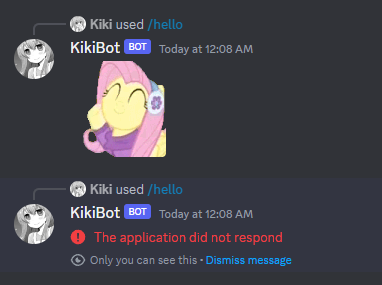 Kiki used /hello
KikiBot BOT Today at 12:08 AM
Kiki used /hello
KikiBot BOT Today at 12:08 AM
The application did not respond
Only you can see this • Dismiss message